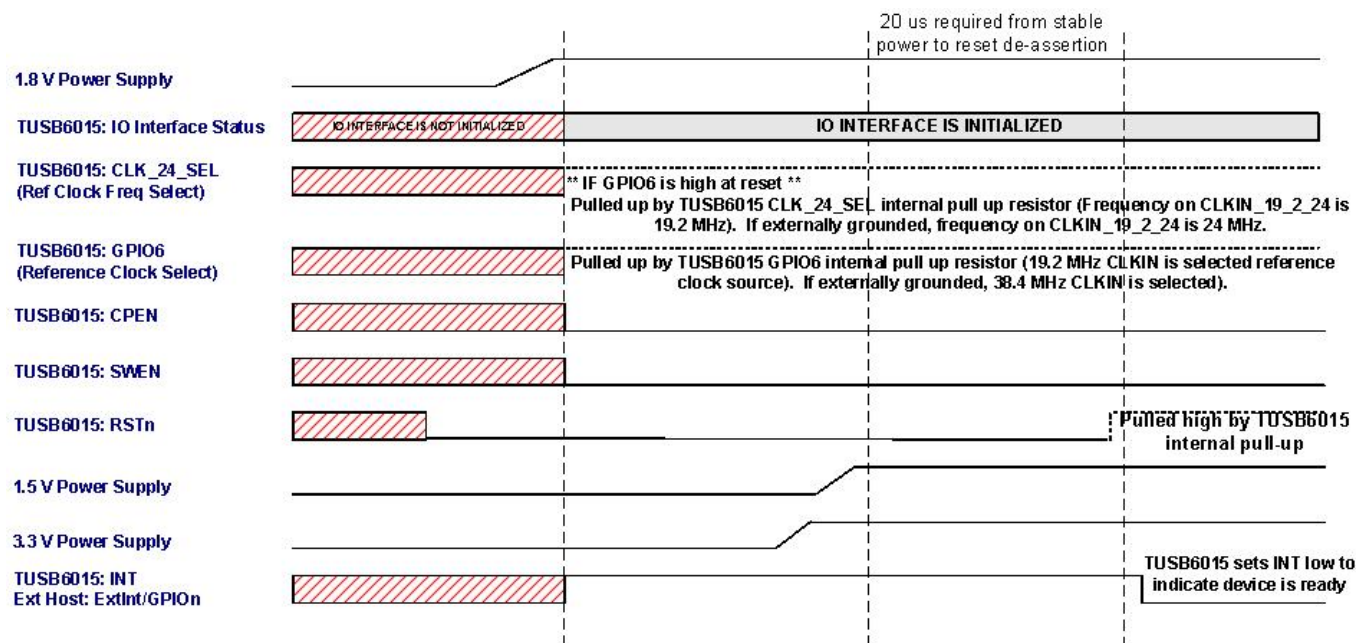 20 us required from stable
power to reset de-assertion
1.8 V Power Supply
TUSB6015: IO Interface Status
IO INTERFACE IS NOT INITIALIZED
IO INTERFACE IS INITIALIZED
TUSB6015: CLK_24_SEL
(Ref Clock Freq Select)
** IF GPIO6 is high at reset **
Pulled up by TUSB6015 CLK_24_SEL internal pull up resistor (Frequency on CLKIN_19_2_24 is
19.2 MHz). If externally grounded, frequency on CLKIN_19_2_24 is 24 MHz.
TUSB6015: GPIO6
(Reference Clock Select)
Pulled up by TUSB6015 GPIO6 internal pull up resistor (19.2 MHz CLKIN is selected reference
clock source). If externally grounded, 38.4 MHz CLKIN is selected).
TUSB6015: CPEN
TUSB6015: SWEN
TUSB6015: RSTn
Pulled high by TUSB6015
internal pull-up
1.5 V Power Supply
3.3 V Power Supply
TUSB6015: INT
Ext Host: ExtInt/GPIOn
TUSB6015 sets INT low to
indicate device is ready